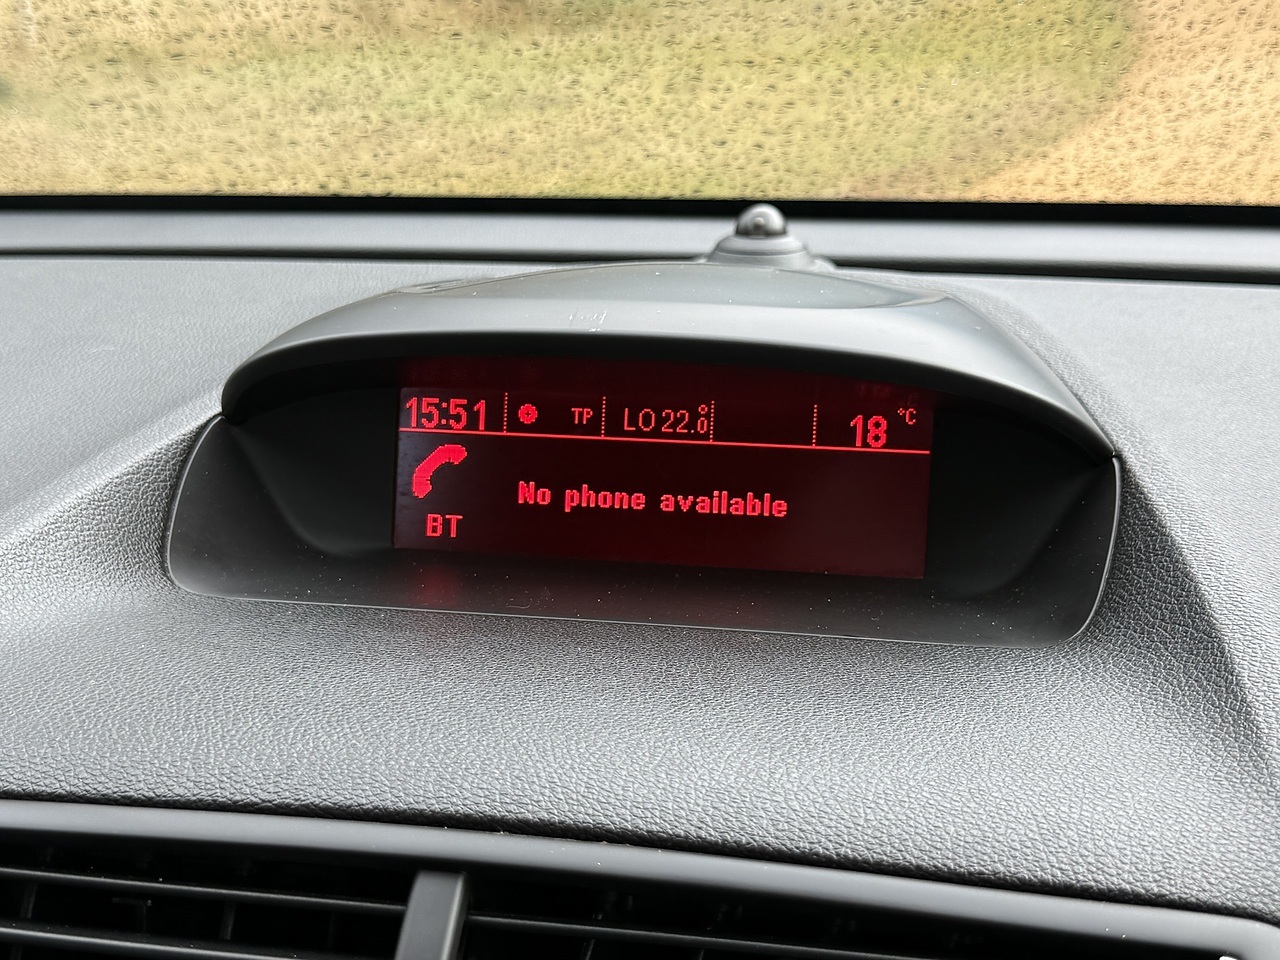 15:51 TP LO 22.0° 18 °C
No phone available
BT